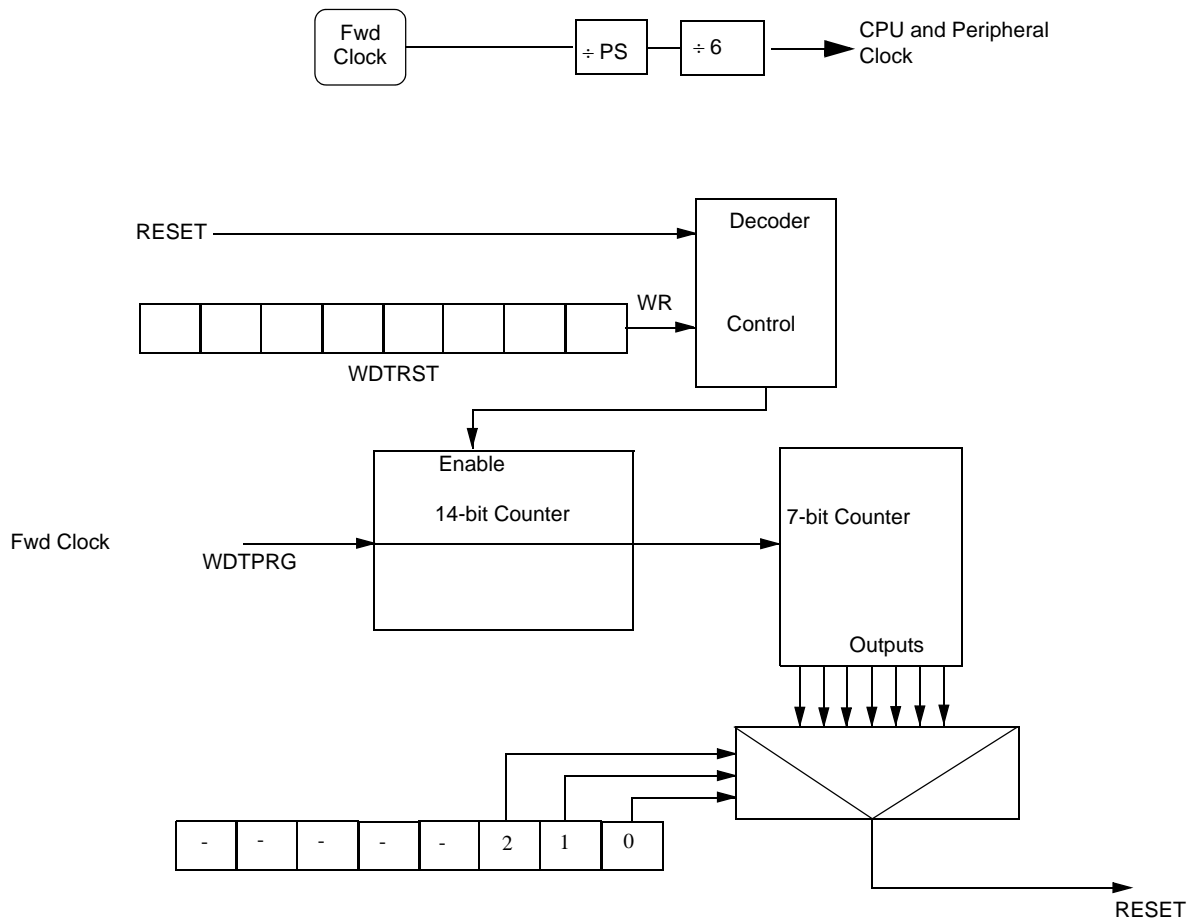 Fwd
Clock
÷ PS
÷ 6
CPU and Peripheral
Clock
RESET
Decoder
WR
Control
WDTRST
Enable
14-bit Counter
7-bit Counter
Fwd Clock
WDTPRG
Outputs
- - - - - 2 1 0
RESET